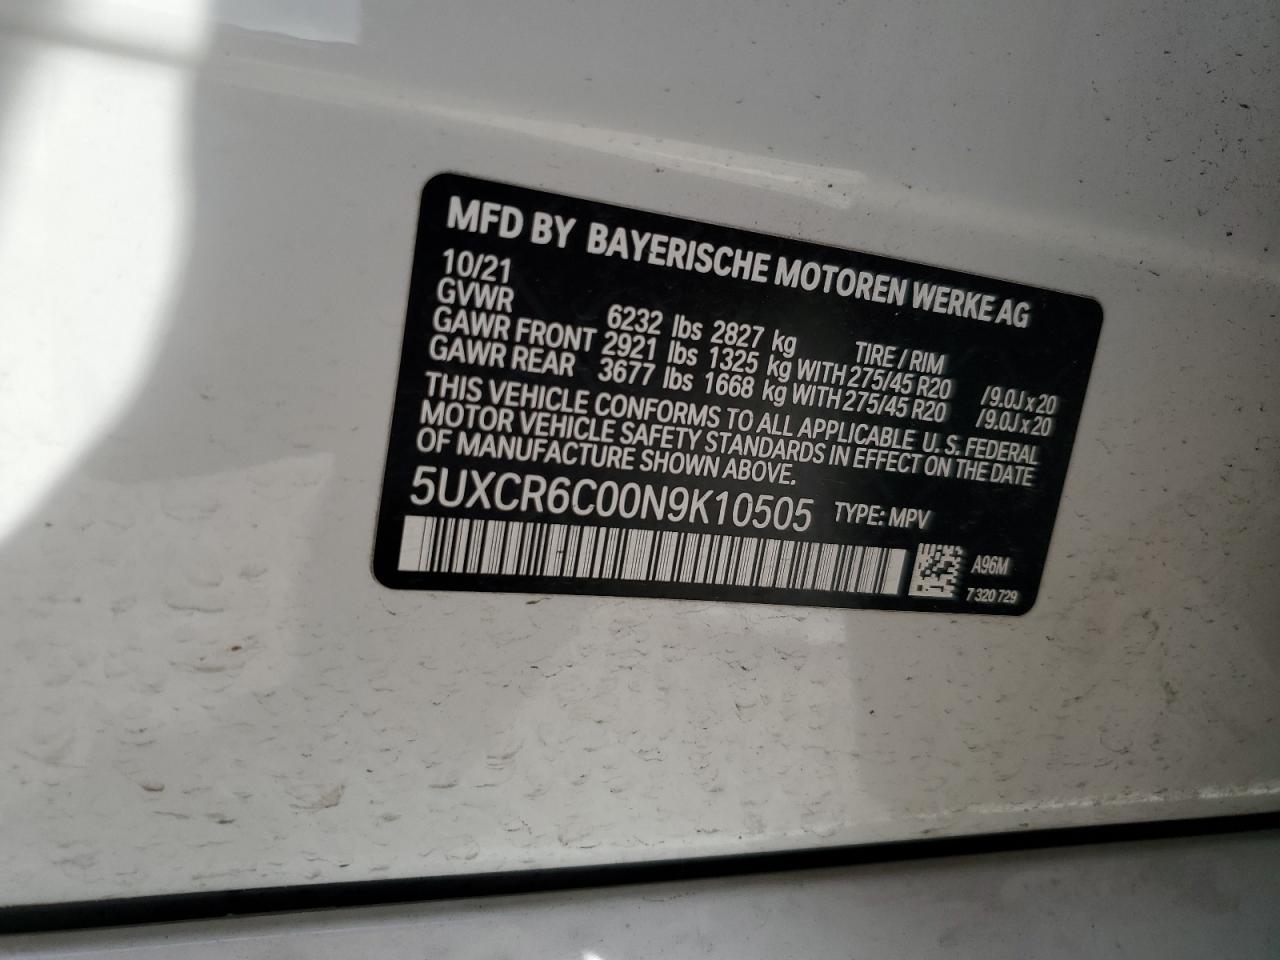 MFD BY BAYERISCHE MOTOREN WERKE AG
10/21
GVWR 6232 lbs 2827 kg TIRE / RIM
GAWR FRONT 2921 lbs 1325 kg WITH 275/45 R20 /9.0J x 20
GAWR REAR 3677 lbs 1668 kg WITH 275/45 R20 /9.0J x 20
THIS VEHICLE CONFORMS TO ALL APPLICABLE U. S. FEDERAL
MOTOR VEHICLE SAFETY STANDARDS IN EFFECT ON THE DATE
OF MANUFACTURE SHOWN ABOVE.
5UXCR6C00N9K10505 TYPE: MPV
A96M
7 320 729